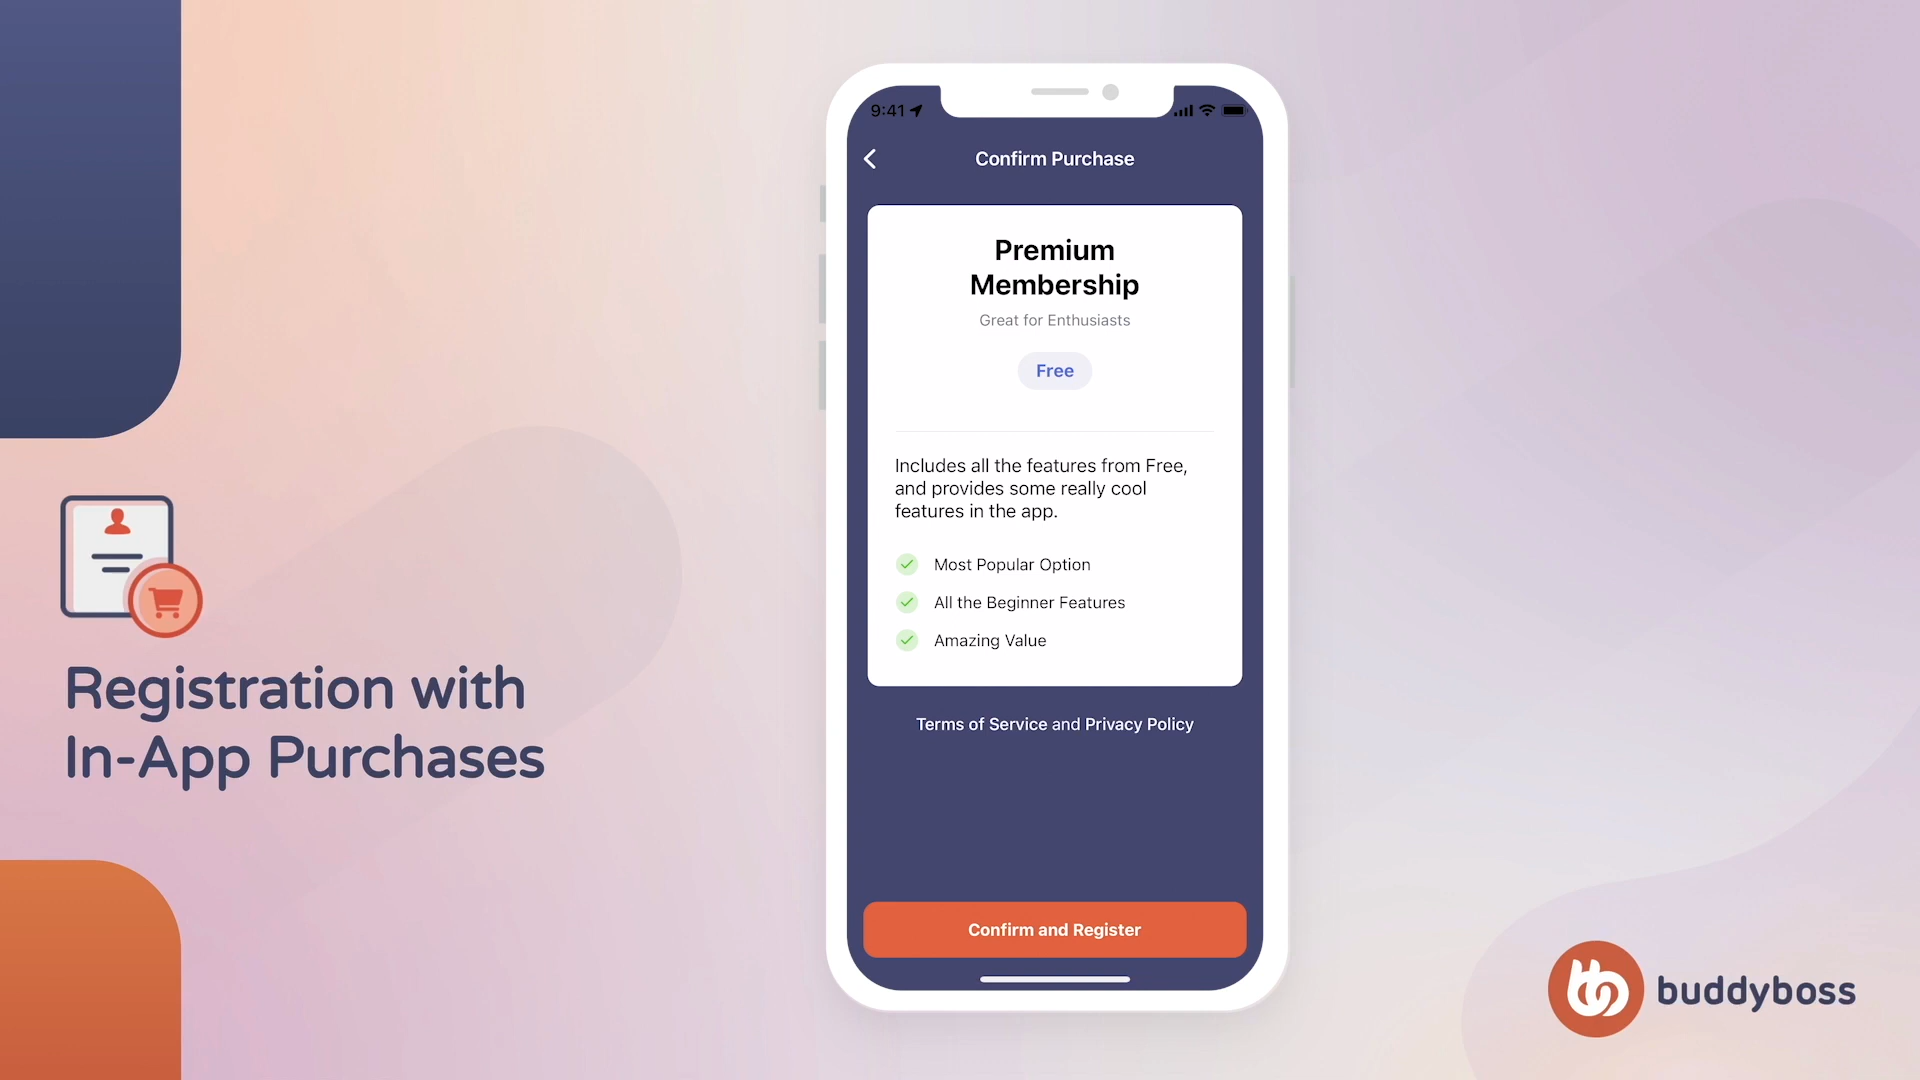 9:41
Confirm Purchase
Premium
Membership
Great for Enthusiasts
Free
Includes all the features from Free,
and provides some really cool
features in the app.
Most Popular Option
All the Beginner Features
Amazing Value
Terms of Service and Privacy Policy
Confirm and Register
Registration with
In-App Purchases
buddyboss